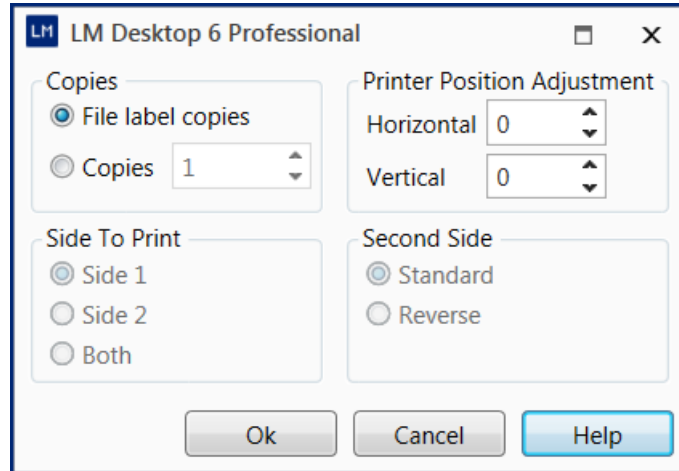 LM LM Desktop 6 Professional
Copies
File label copies
Copies 1
Printer Position Adjustment
Horizontal 0
Vertical 0
Side To Print
Side 1
Side 2
Both
Second Side
Standard
Reverse
Ok Cancel Help